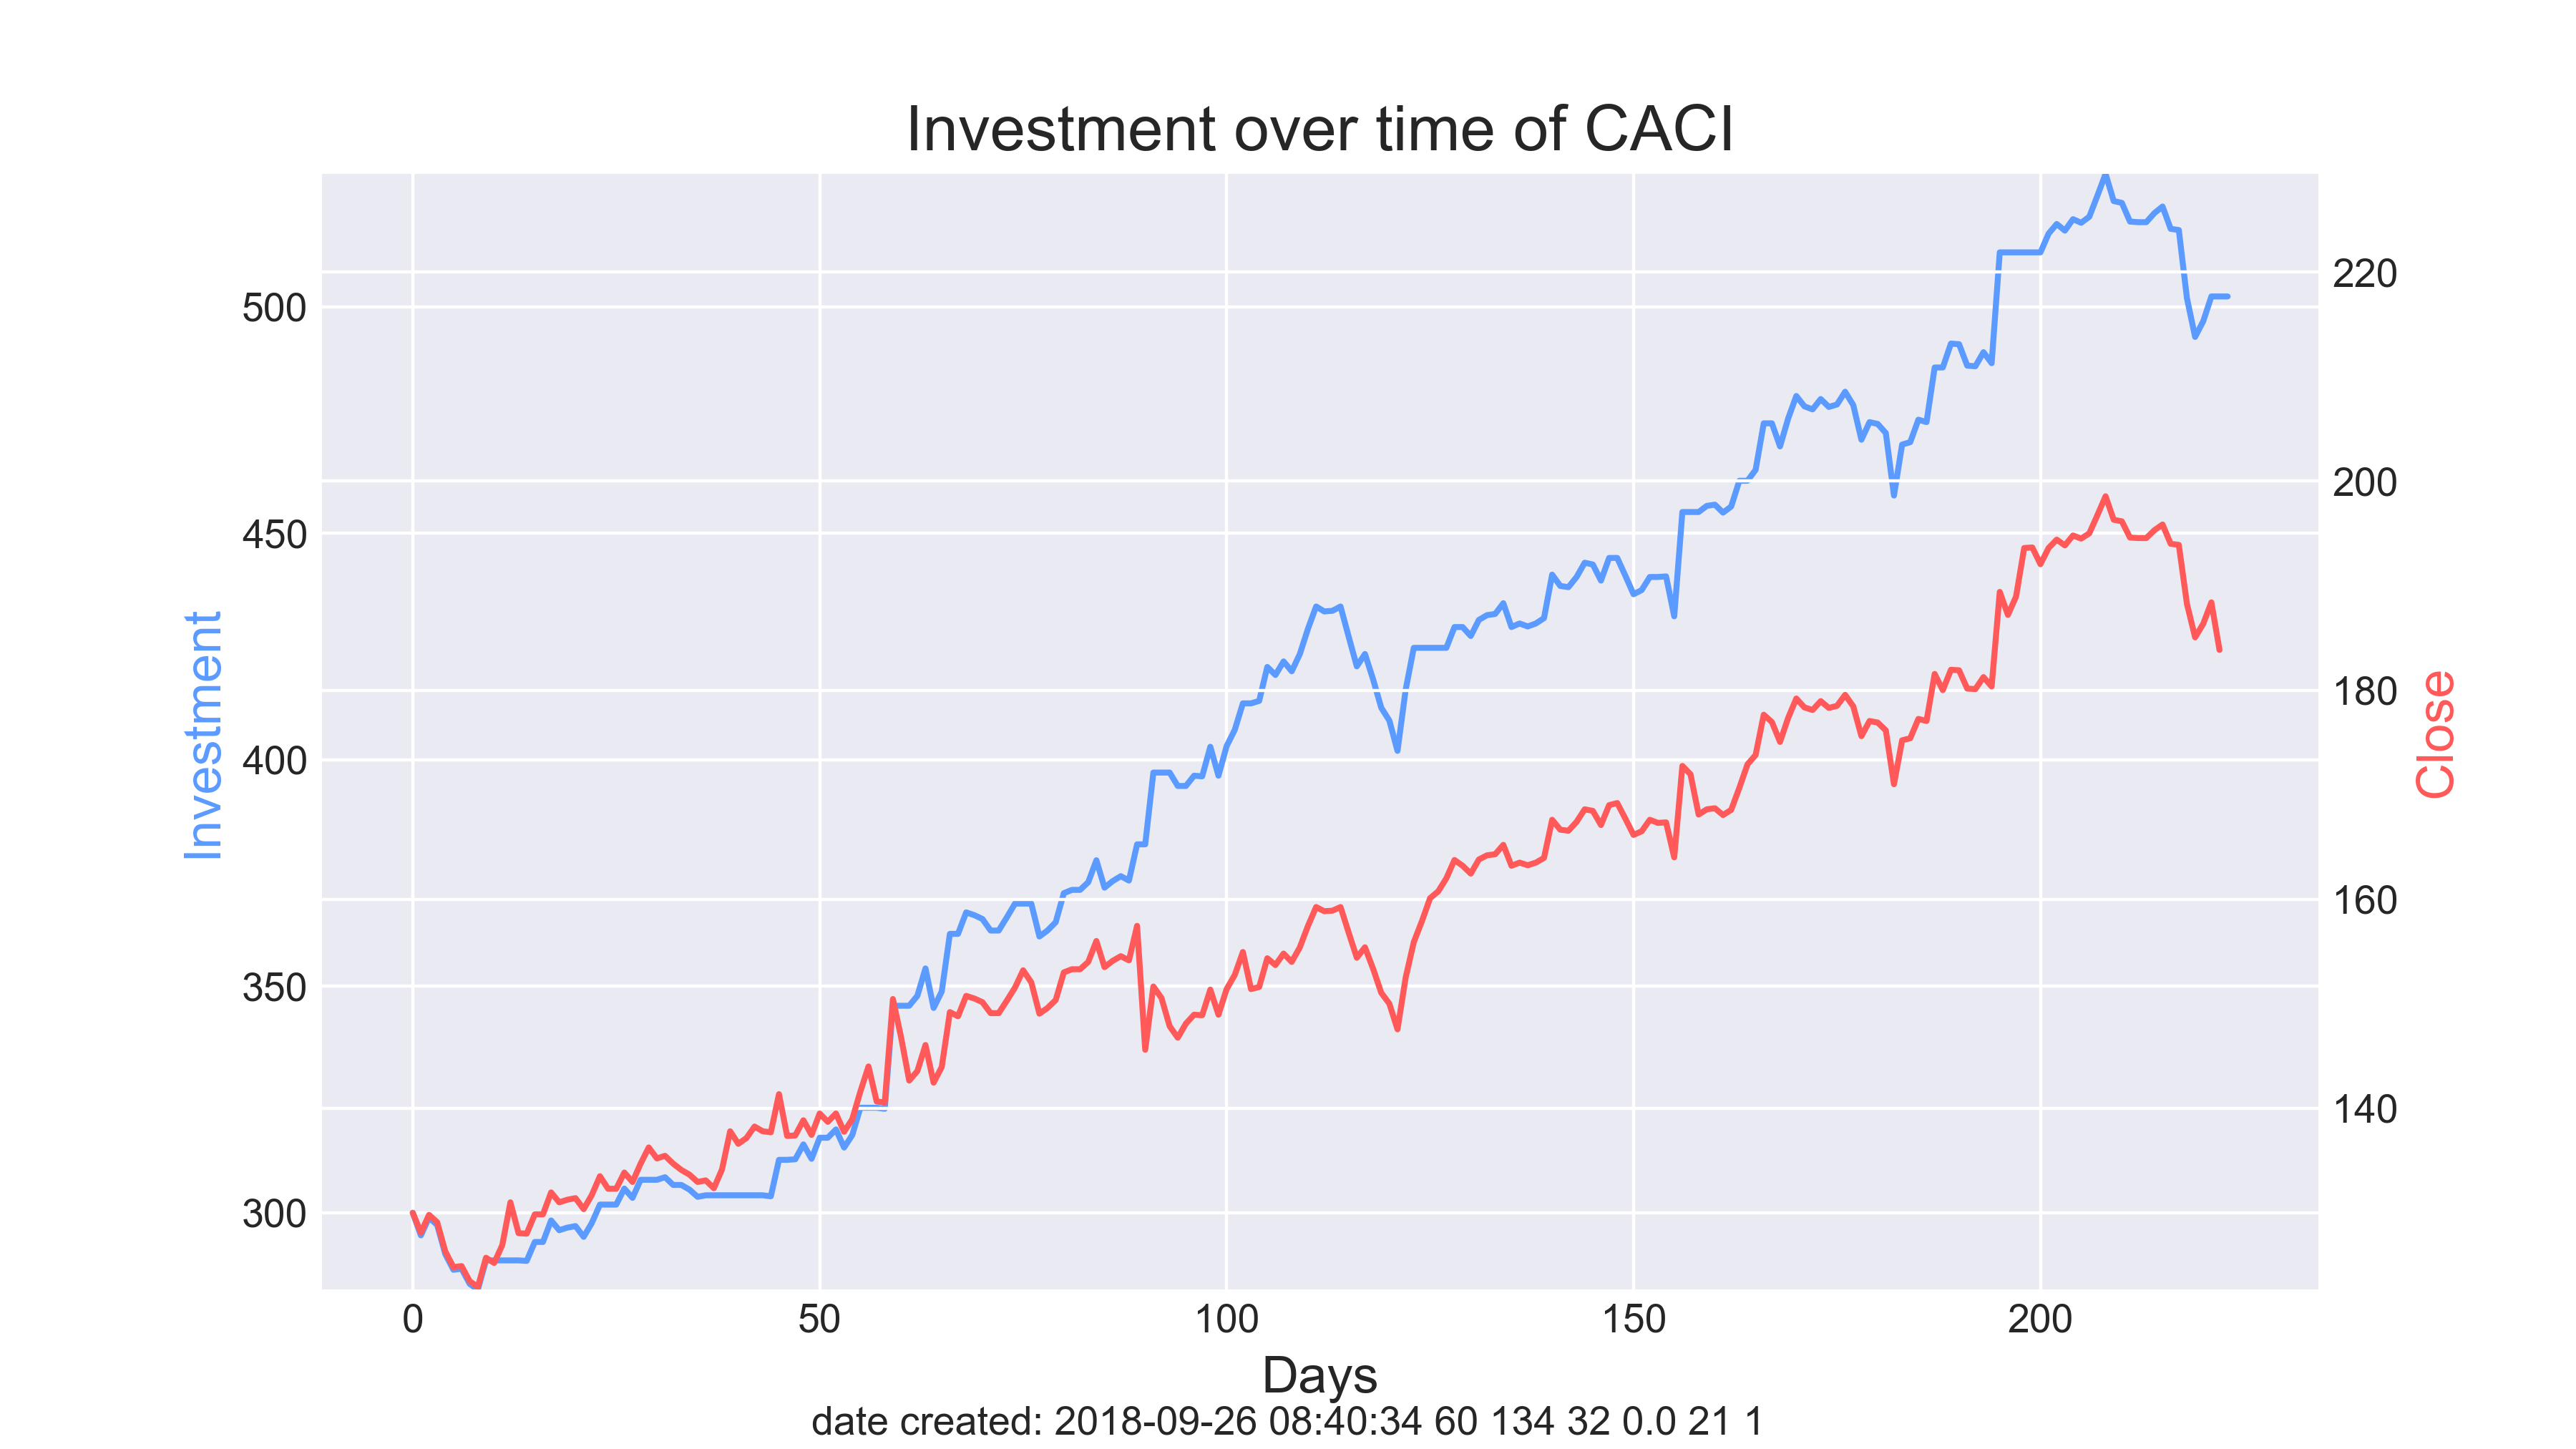 Investment over time of CACI
500
450
400
350
300
Investment
220
200
180
160
140
Close
0 50 100 150 200
Days
date created: 2018-09-26 08:40:34 60 134 32 0.0 21 1